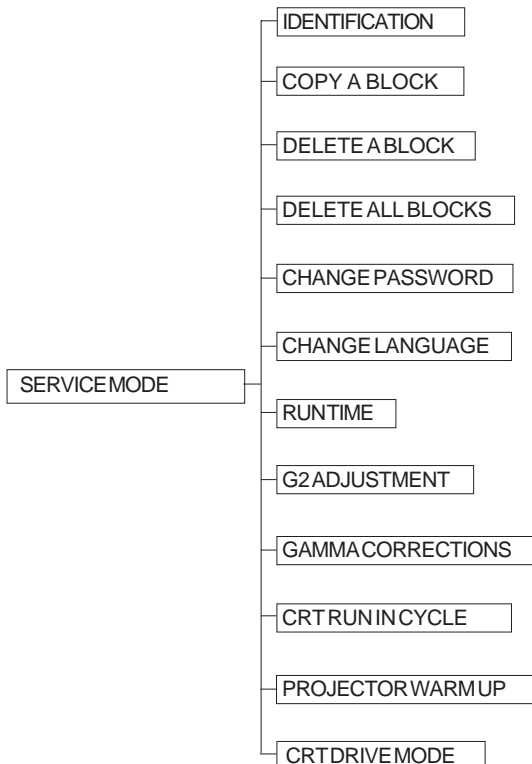 IDENTIFICATION
COPY A BLOCK
DELETE A BLOCK
DELETE ALL BLOCKS
CHANGE PASSWORD
CHANGE LANGUAGE
SERVICE MODE
RUNTIME
G2 ADJUSTMENT
GAMMA CORRECTIONS
CRT RUN IN CYCLE
PROJECTOR WARM UP
CRT DRIVE MODE